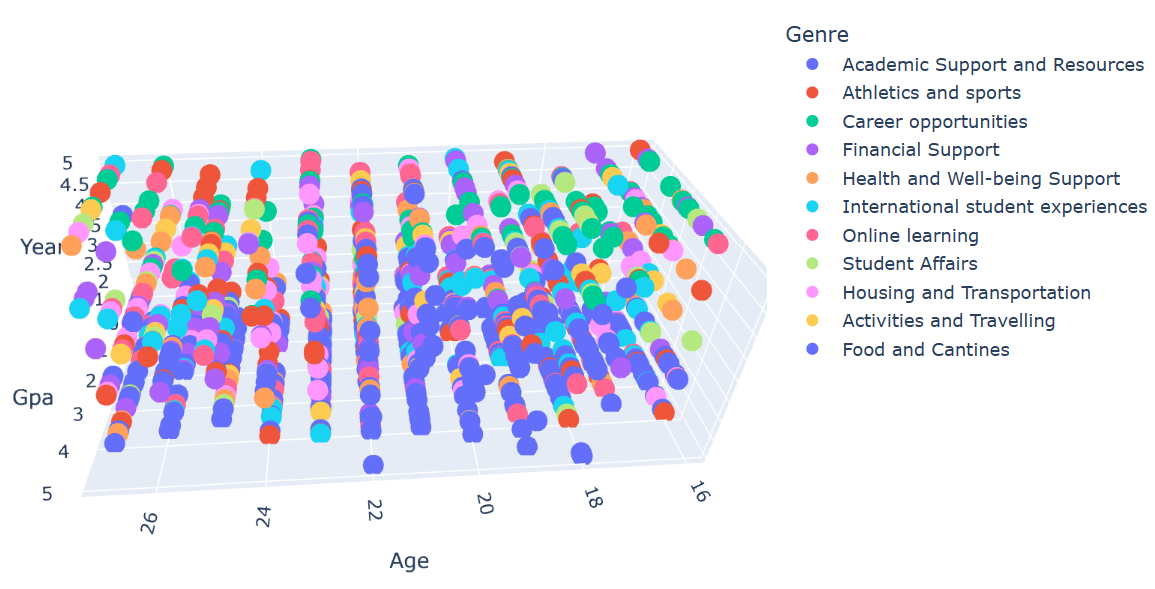 Genre
Academic Support and Resources
Athletics and sports
Career opportunities
Financial Support
Health and Well-being Support
International student experiences
Online learning
Student Affairs
Housing and Transportation
Activities and Travelling
Food and Cantines
5
4.5
Year
3
2.5
2
Gpa
2
3
4
5
26
24
22
20
18
16
Age